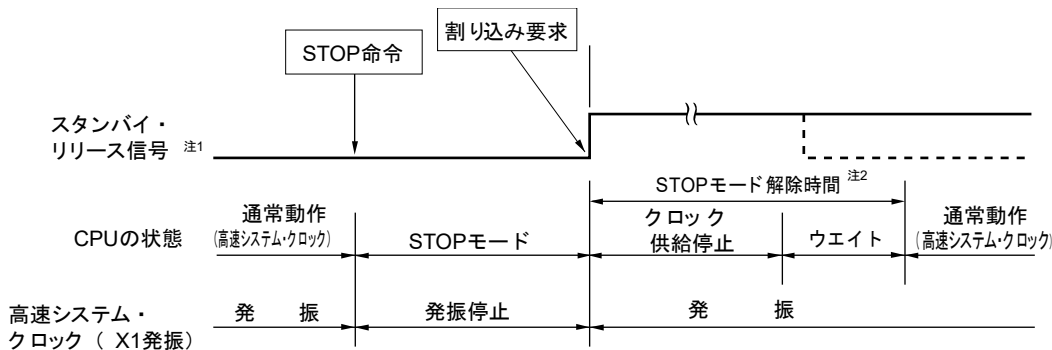 割り込み要求
STOP命令
スタンバイ・
リリース信号 注1
STOPモード解除時間 注2
CPUの状態
通常動作
(高速システム・クロック)
STOPモード
クロック
供給停止
ウエイト
通常動作
(高速システム・クロック)
高速システム・
クロック( X1発振)
発 振
発振停止
発 振